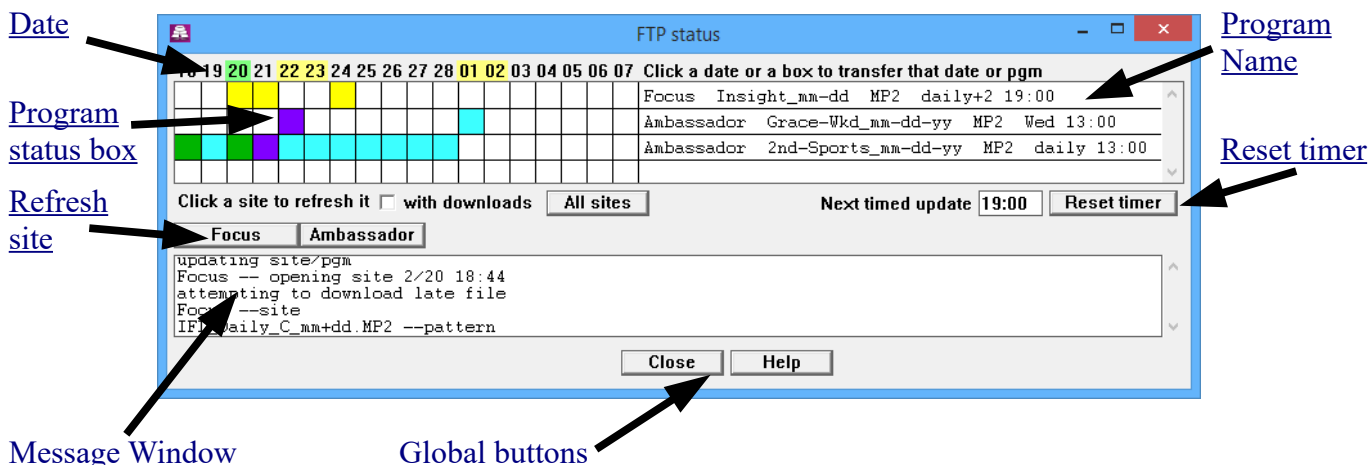 Date
Program
Name
FTP status
19 20 21 22 23 24 25 26 27 28 01 02 03 04 05 06 07 Click a date or a box to transfer that date or pgm
Focus Insight_mm-dd MP2 daily+2 19:00
Program
status box
Ambassador Grace-Wkd_mm-dd-yy MP2 Wed 13:00
Ambassador 2nd-Sports_mm-dd-yy MP2 daily 13:00
Reset timer
Refresh
site
Click a site to refresh it with downloads All sites Next timed update 19:00 Reset timer
Focus Ambassador
updating site/pgm
Focus -- opening site 2/20 18:44
attempting to download late file
Focus --site
Daily_C_mm+dd.MP2 --pattern
Close Help
Message Window
Global buttons